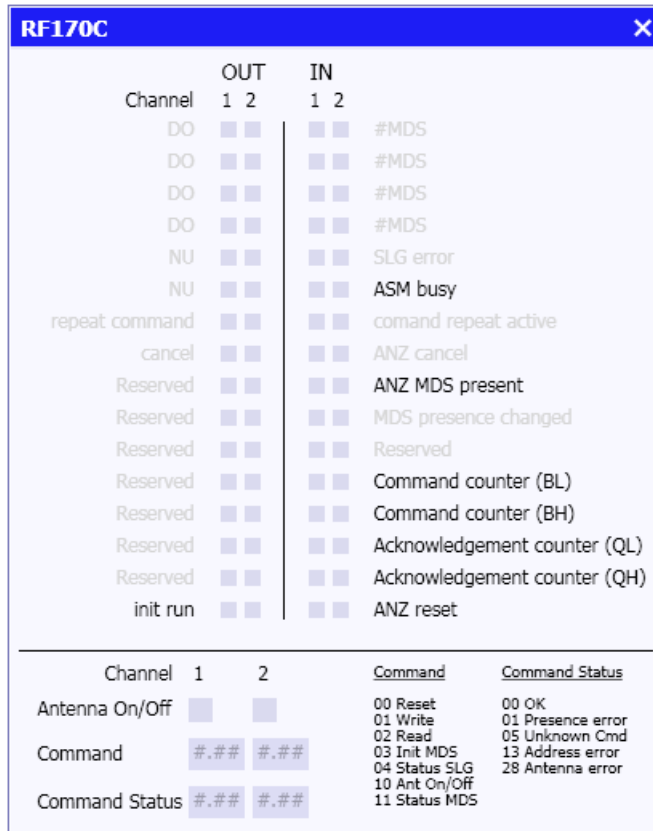 RF170C ×
OUT IN
Channel 1 2 1 2
DO #MDS
DO #MDS
DO #MDS
DO #MDS
NU SLG error
NU ASM busy
repeat command comand repeat active
cancel ANZ cancel
Reserved ANZ MDS present
Reserved MDS presence changed
Reserved Reserved
Reserved Command counter (BL)
Reserved Command counter (BH)
Reserved Acknowledgement counter (QL)
Reserved Acknowledgement counter (QH)
init run ANZ reset
Channel 1 2
Antenna On/Off
Command #.## #.##
Command Status #.## #.##
Command
00 Reset
01 Write
02 Read
03 Init MDS
04 Status SLG
10 Ant On/Off
11 Status MDS
Command Status
00 OK
01 Presence error
05 Unknown Cmd
13 Address error
28 Antenna error